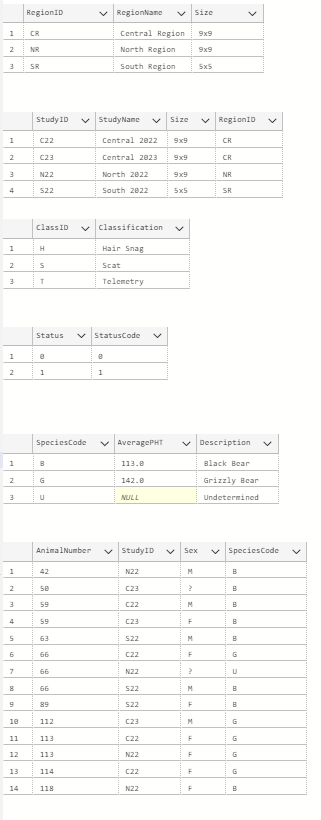 RegionID RegionName Size
1 CR Central Region 9x9
2 NR North Region 9x9
3 SR South Region 5x5
StudyID StudyName Size RegionID
1 C22 Central 2022 9x9 CR
2 C23 Central 2023 9x9 CR
3 N22 North 2022 9x9 NR
4 S22 South 2022 5x5 SR
ClassID Classification
1 H Hair Snag
2 S Scat
3 T Telemetry
Status StatusCode
1 0 0
2 1 1
SpeciesCode AveragePHT Description
1 B 113.0 Black Bear
2 G 142.0 Grizzly Bear
3 U NULL Undetermined
AnimalNumber StudyID Sex SpeciesCode
1 42 N22 M B
2 50 C23 ? B
3 59 C22 M B
4 59 C23 F B
5 63 S22 M B
6 66 C22 F G
7 66 N22 ? U
8 66 S22 M B
9 89 S22 F B
10 112 C23 M G
11 113 C22 F G
12 113 N22 F G
13 114 C22 F G
14 118 N22 F B